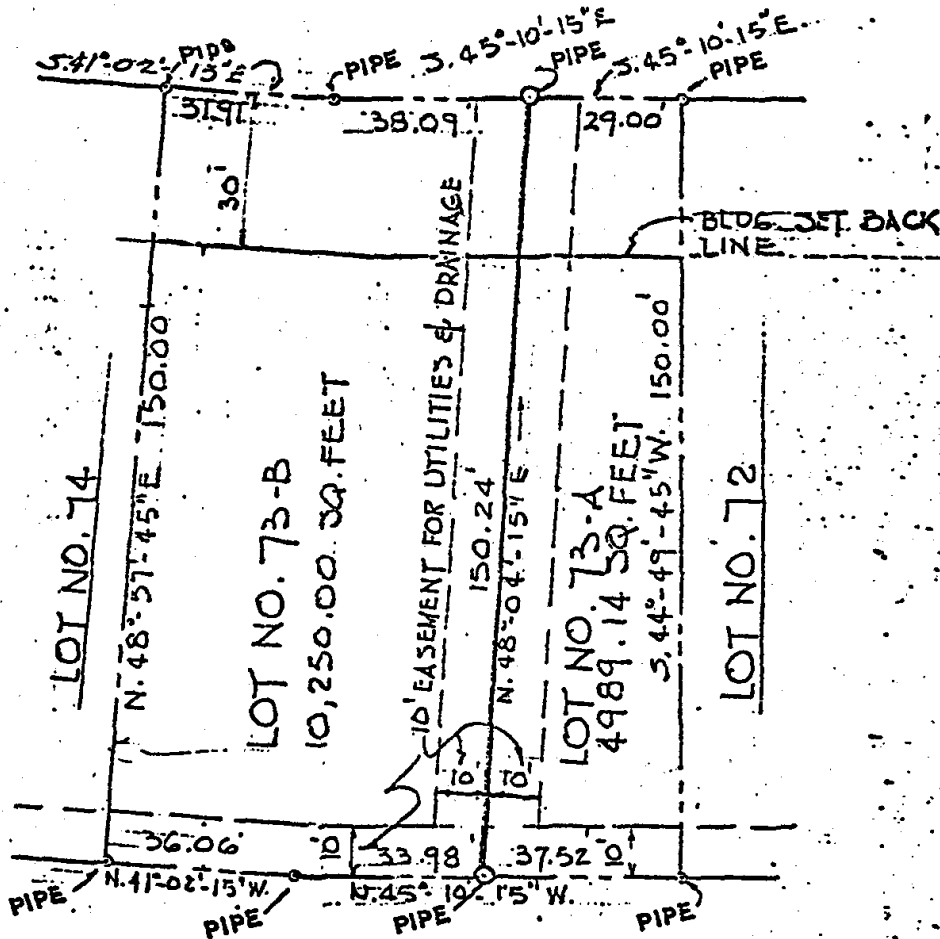 S.41°-02'-15"E
PIPE
PIPE
S.45°-10'-15"E
PIPE
S.45°-10'-15"E.
PIPE
31.91'
38.09
29.00'
30'
BLDG. SET BACK
LINE
LOT NO. 74
N.48°-57'-45"E 150.00'
LOT NO. 73-B
10,250.00 SQ. FEET
10' EASEMENT FOR UTILITIES & DRAINAGE
150.24'
N.48°-04'-15"E
LOT NO. 73-A
4989.14 SQ. FEET
S.44°-49'-45"W. 150.00'
LOT NO. 72
10' 10'
36.06'
10'
33.98'
37.52'
N.41°-02'-15"W.
N.45°-10'-15"W.
PIPE
PIPE
PIPE
PIPE